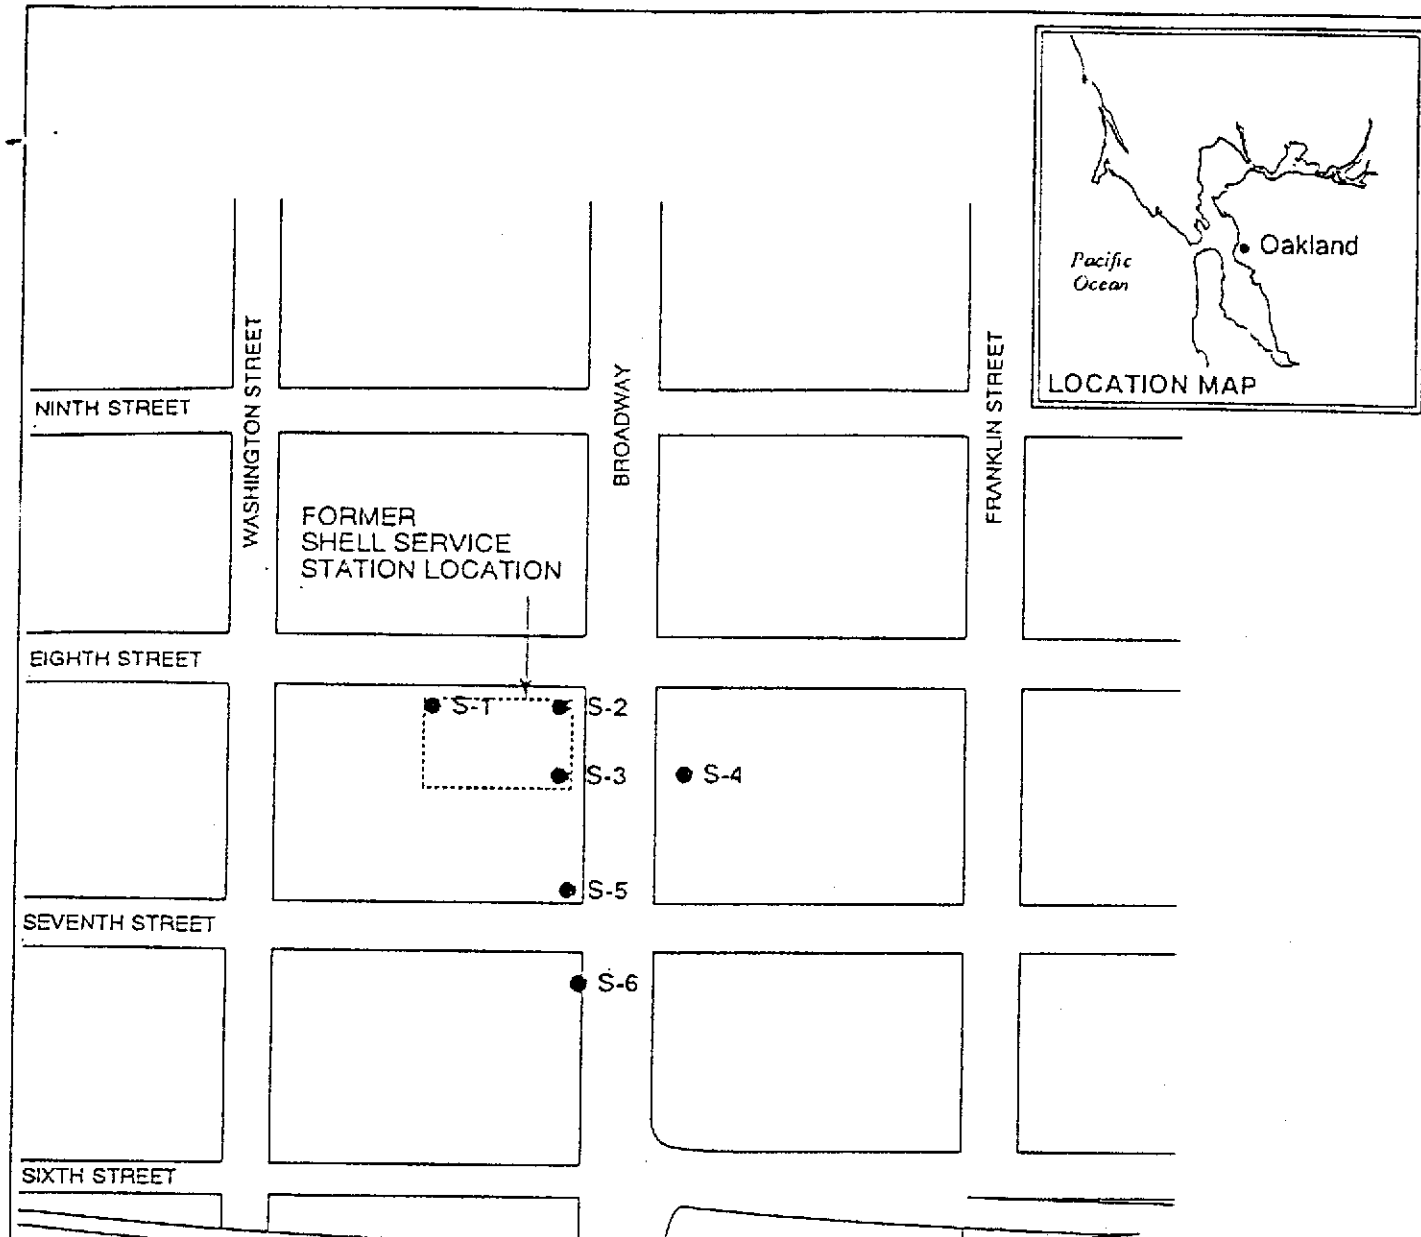 Pacific
Ocean
Oakland
LOCATION MAP
NINTH STREET
WASHINGTON STREET
BROADWAY
FRANKLIN STREET
FORMER
SHELL SERVICE
STATION LOCATION
EIGHTH STREET
S-1
S-2
S-3
S-4
S-5
SEVENTH STREET
S-6
SIXTH STREET